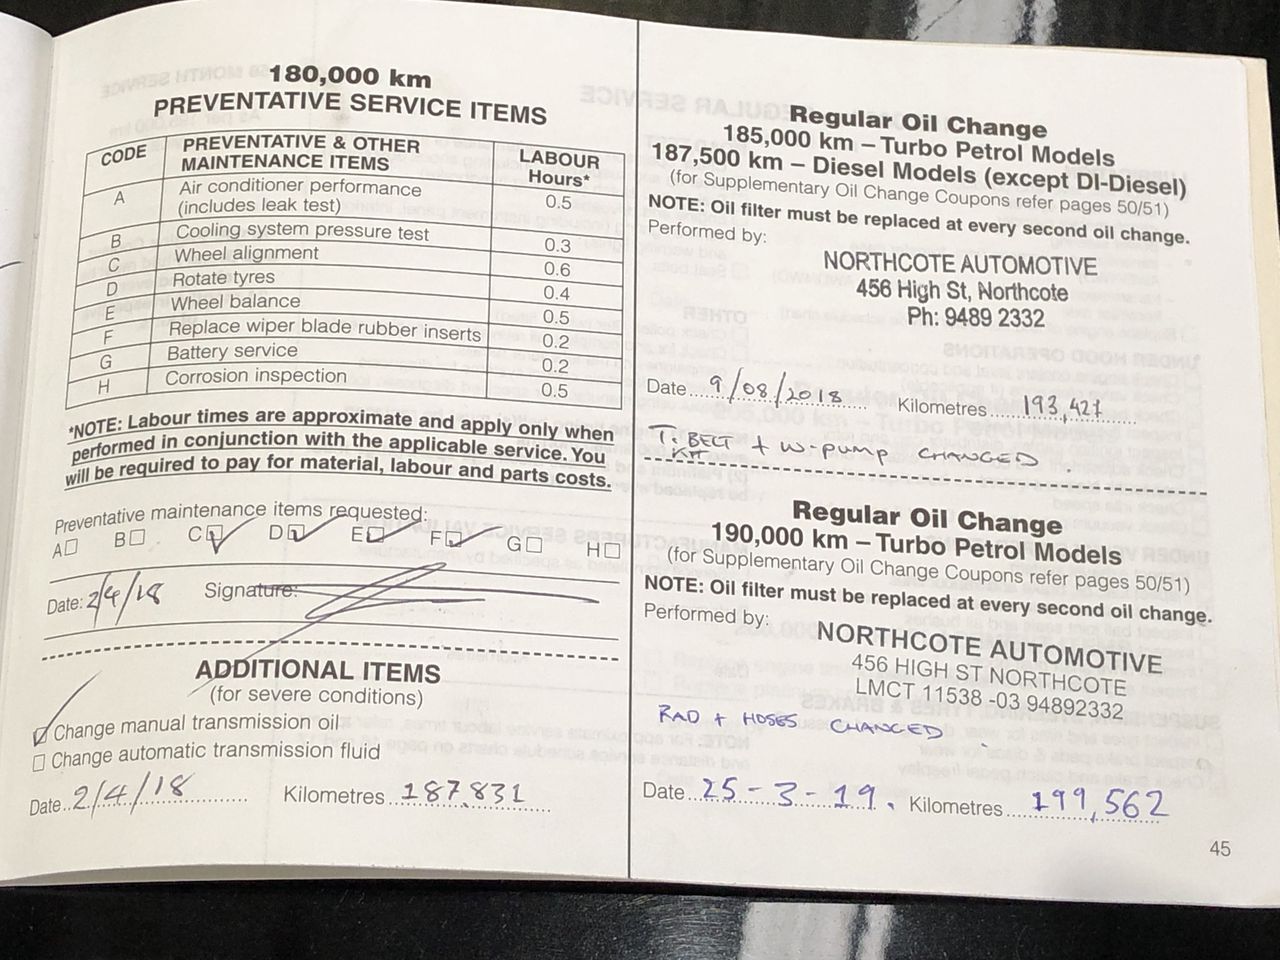 180,000 km
PREVENTATIVE SERVICE ITEMS
CODE PREVENTATIVE & OTHER MAINTENANCE ITEMS LABOUR Hours*
A Air conditioner performance (includes leak test) 0.5
B Cooling system pressure test 0.3
C Wheel alignment 0.6
D Rotate tyres 0.4
E Wheel balance 0.5
F Replace wiper blade rubber inserts 0.2
G Battery service 0.2
H Corrosion inspection 0.5
*NOTE: Labour times are approximate and apply only when
performed in conjunction with the applicable service. You
will be required to pay for material, labour and parts costs.
Preventative maintenance items requested:
A B C D E F G H
Date: 2/4/18 Signature:
ADDITIONAL ITEMS
(for severe conditions)
Change manual transmission oil
Change automatic transmission fluid
Date 2/4/18 Kilometres 187,831
Regular Oil Change
185,000 km – Turbo Petrol Models
187,500 km – Diesel Models (except DI-Diesel)
(for Supplementary Oil Change Coupons refer pages 50/51)
NOTE: Oil filter must be replaced at every second oil change.
Performed by:
NORTHCOTE AUTOMOTIVE
456 High St, Northcote
Ph: 9489 2332
Date 9/08/2018 Kilometres 193,427
T. BELT + W. pump CHANGED
KIT
Regular Oil Change
190,000 km – Turbo Petrol Models
(for Supplementary Oil Change Coupons refer pages 50/51)
NOTE: Oil filter must be replaced at every second oil change.
Performed by:
NORTHCOTE AUTOMOTIVE
456 HIGH ST NORTHCOTE
LMCT 11538 -03 94892332
RAD + HOSES CHANGED
Date 25-3-19. Kilometres 199,562
45